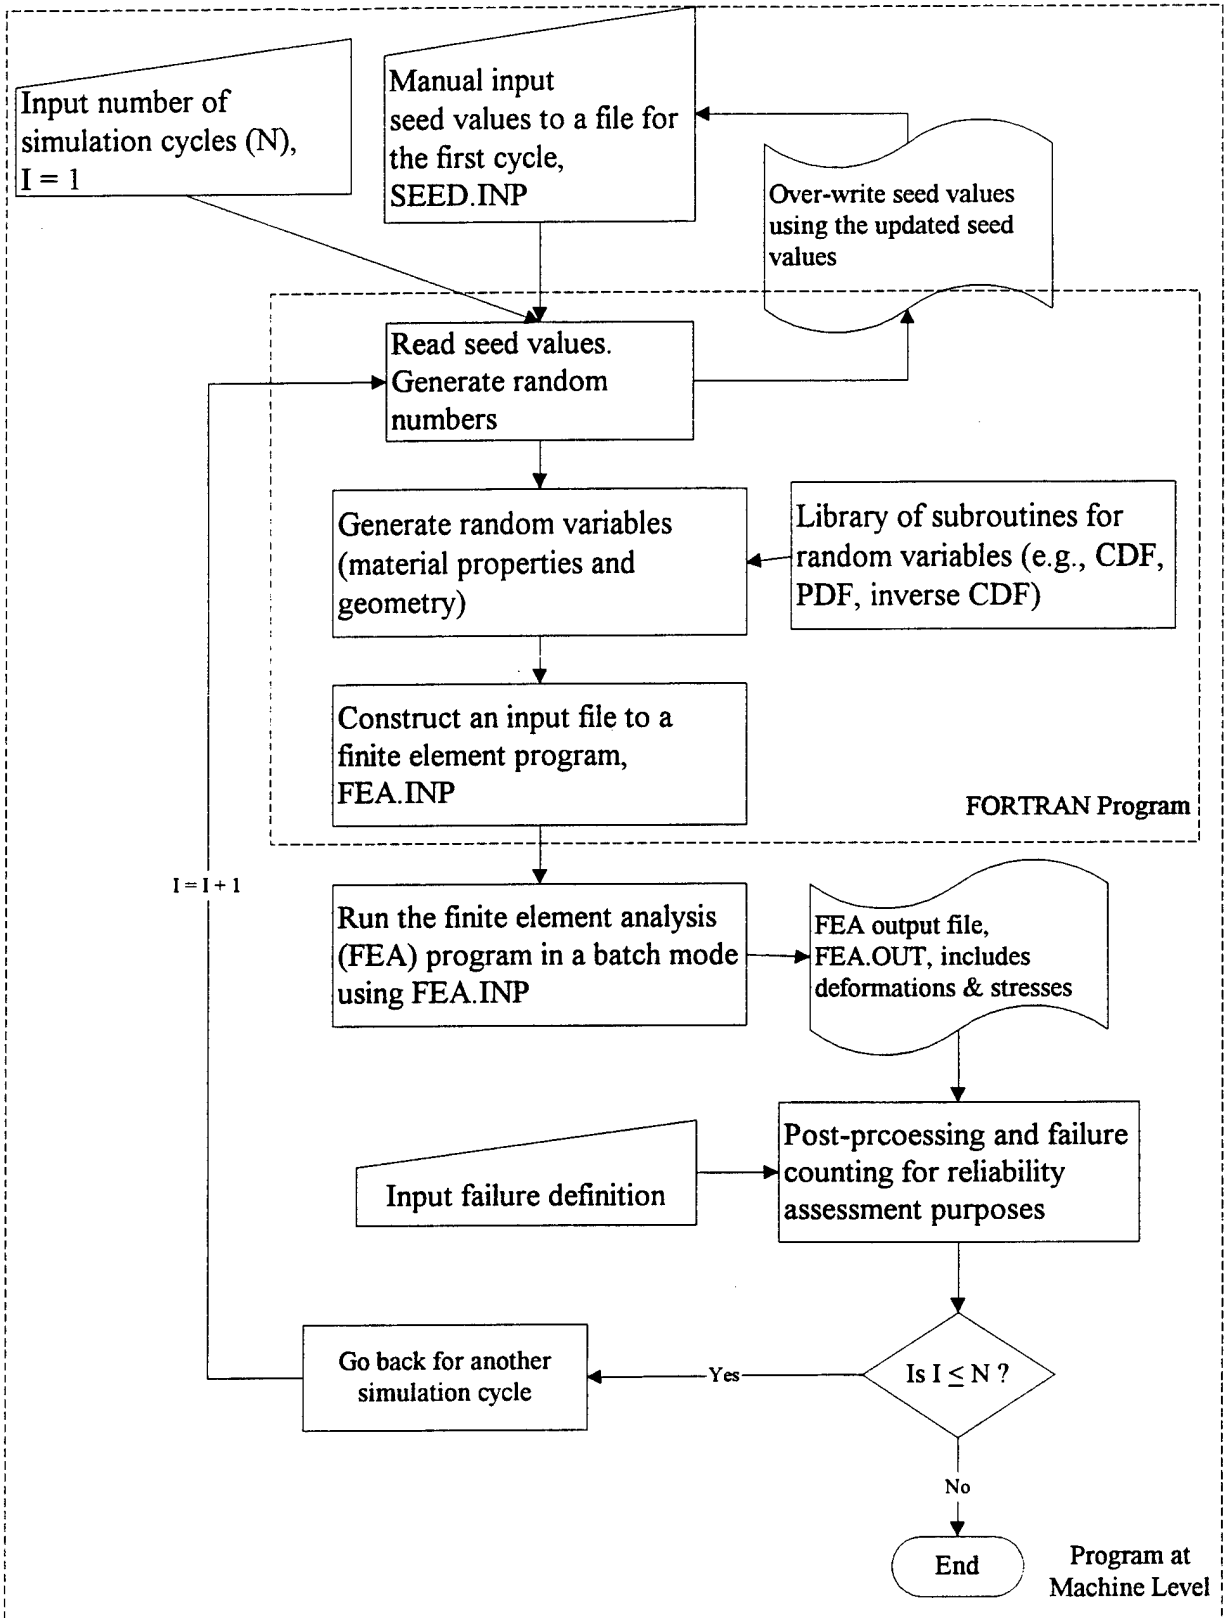 Input number of
simulation cycles (N),
I = 1
Manual input
seed values to a file for
the first cycle,
SEED.INP
Over-write seed values
using the updated seed
values
Read seed values.
Generate random
numbers
Generate random variables
(material properties and
geometry)
Library of subroutines for
random variables (e.g., CDF,
PDF, inverse CDF)
Construct an input file to a
finite element program,
FEA.INP
FORTRAN Program
I = I + 1
Run the finite element analysis
(FEA) program in a batch mode
using FEA.INP
FEA output file,
FEA.OUT, includes
deformations & stresses
Input failure definition
Post-prcoessing and failure
counting for reliability
assessment purposes
Go back for another
simulation cycle
Yes
Is I ≤ N ?
No
End
Program at
Machine Level